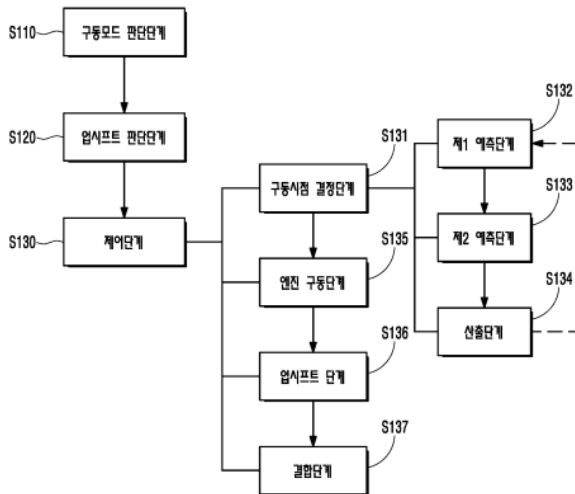 S110
구동모드 판단단계
S120
업시프트 판단단계
S130
제어단계
S131
구동시점 결정단계
S135
엔진 구동단계
S136
업시프트 단계
S137
결합단계
S132
제1 예측단계
S133
제2 예측단계
S134
산출단계